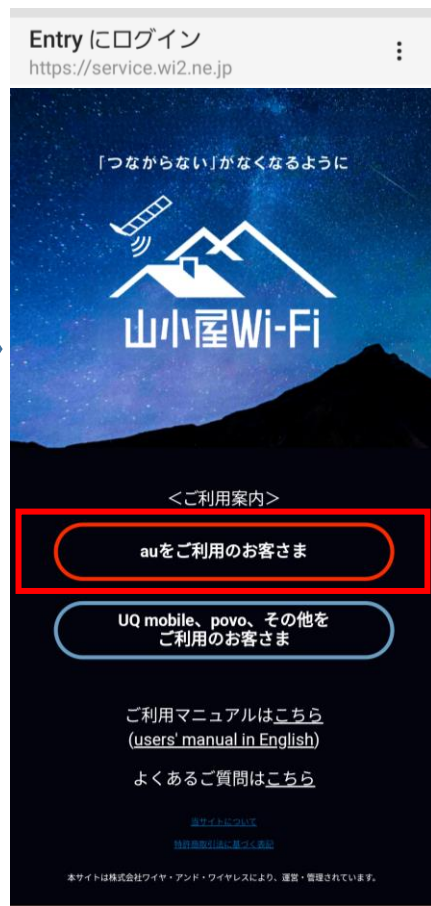 Entry にログイン
https://service.wi2.ne.jp
「つながらない」がなくなるように
山小屋Wi-Fi
＜ご利用案内＞
auをご利用のお客さま
UQ mobile、povo、その他を
ご利用のお客さま
ご利用マニュアルはこちら
(users' manual in English)
よくあるご質問はこちら
当サイトについて
特定商取引法に基づく表記
本サイトは株式会社ワイヤ・アンド・ワイヤレスにより、運営・管理されています。